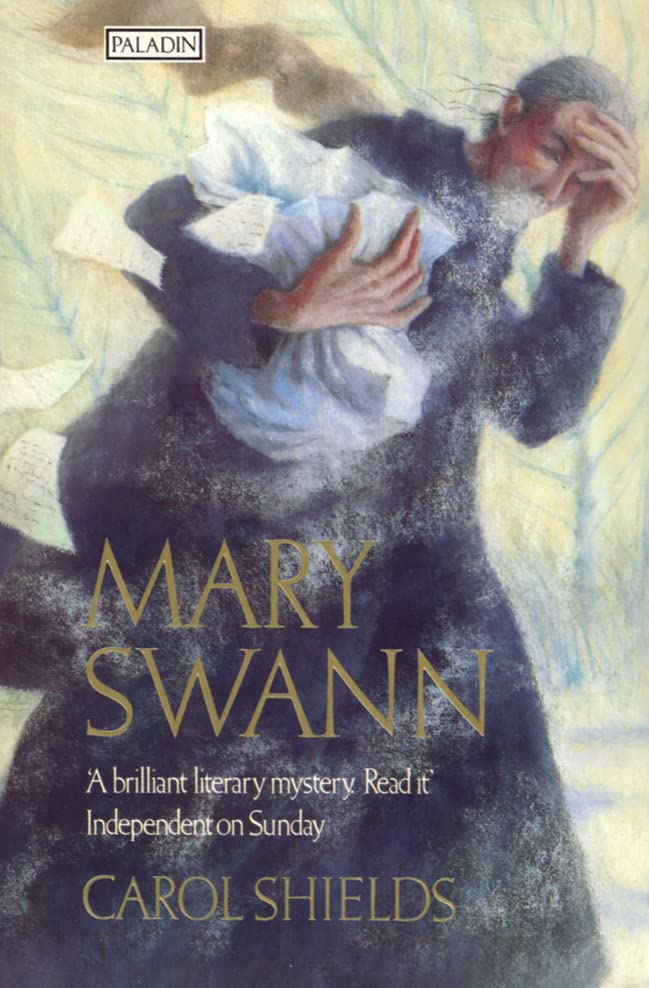 PALADIN
MARY
SWANN
‘A brilliant literary mystery. Read it’
Independent on Sunday
CAROL SHIELDS